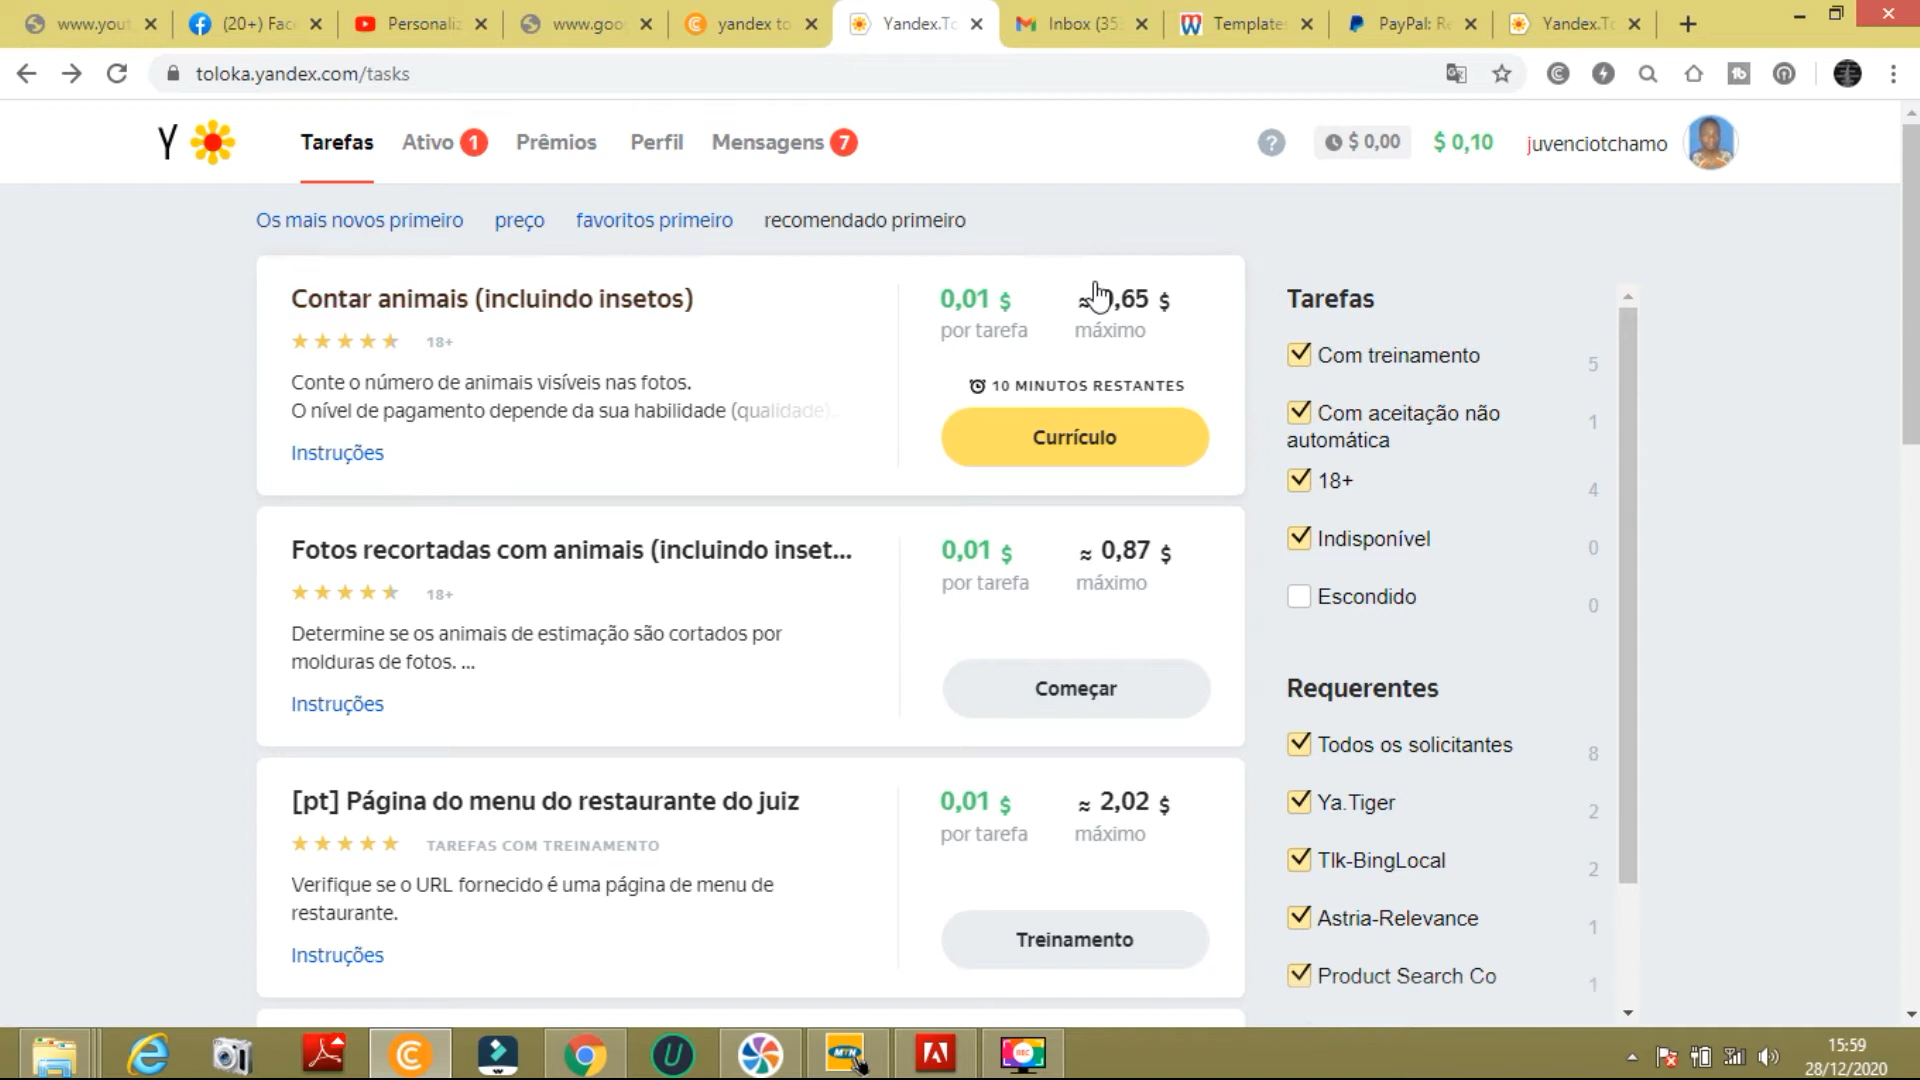 www.yout
(20+) Fac
Personaliz
www.goo
yandex to
Yandex.To
Inbox (35
Templates
PayPal: Re
Yandex.To
toloka.yandex.com/tasks
Y
Tarefas
Ativo 1
Prêmios
Perfil
Mensagens 7
?
$ 0,00
$ 0,10
juvenciotchamo
Os mais novos primeiro
preço
favoritos primeiro
recomendado primeiro
Contar animais (incluindo insetos)
18+
Conte o número de animais visíveis nas fotos.
O nível de pagamento depende da sua habilidade (qualidade)...
Instruções
0,01 $
por tarefa
,65 $
máximo
10 MINUTOS RESTANTES
Currículo
Fotos recortadas com animais (incluindo inset...
18+
Determine se os animais de estimação são cortados por
molduras de fotos. ...
Instruções
0,01 $
por tarefa
≈ 0,87 $
máximo
Começar
[pt] Página do menu do restaurante do juiz
TAREFAS COM TREINAMENTO
Verifique se o URL fornecido é uma página de menu de
restaurante.
Instruções
0,01 $
por tarefa
≈ 2,02 $
máximo
Treinamento
Tarefas
Com treinamento 5
Com aceitação não
automática 1
18+ 4
Indisponível 0
Escondido 0
Requerentes
Todos os solicitantes 8
Ya.Tiger 2
Tlk-BingLocal 2
Astria-Relevance 1
Product Search Co 1
MTN
REC
15:59
28/12/2020